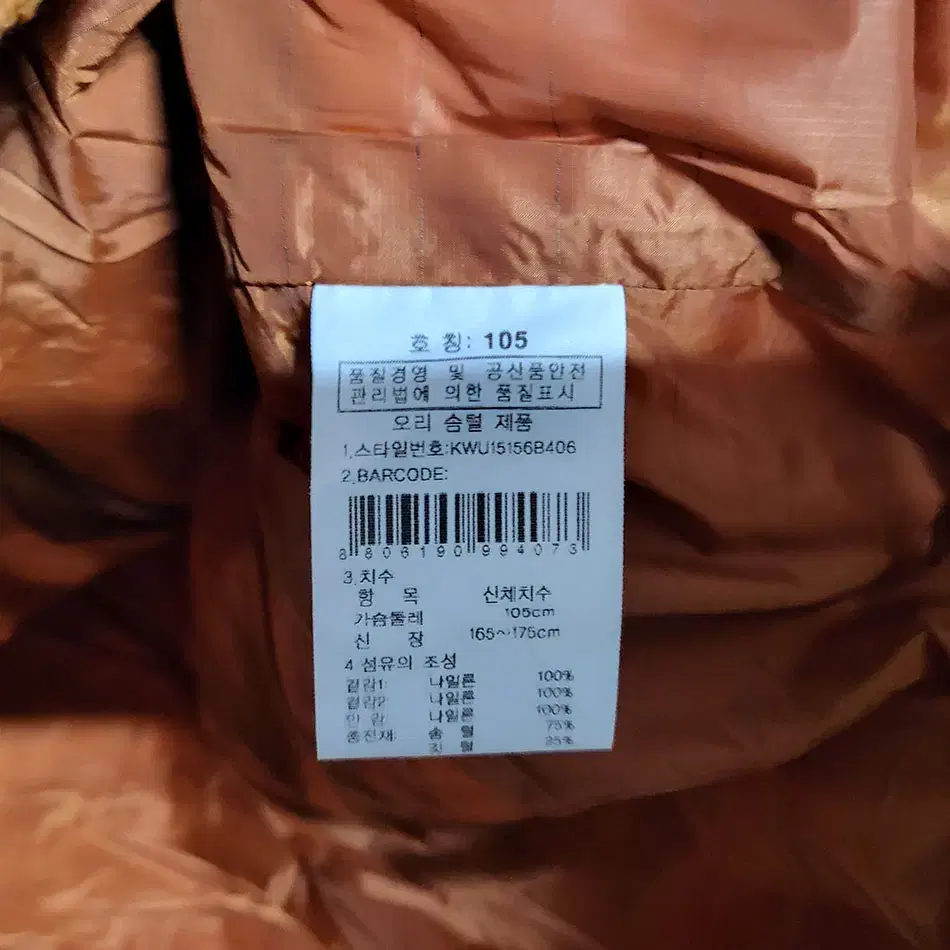 호 칭: 105
품질경영 및 공산품안전
관리법에 의한 품질표시
오리 솜털 제품
1.스타일번호:KWU15156B406
2.BARCODE:
8 806190 994073
3.치수
항 목 신체치수
가슴둘레 105cm
신 장 165~175cm
4 섬유의 조성
겉감1: 나일론 100%
겉감2: 나일론 100%
안 감: 나일론 100%
충전재: 솜 털 75%
깃 털 25%